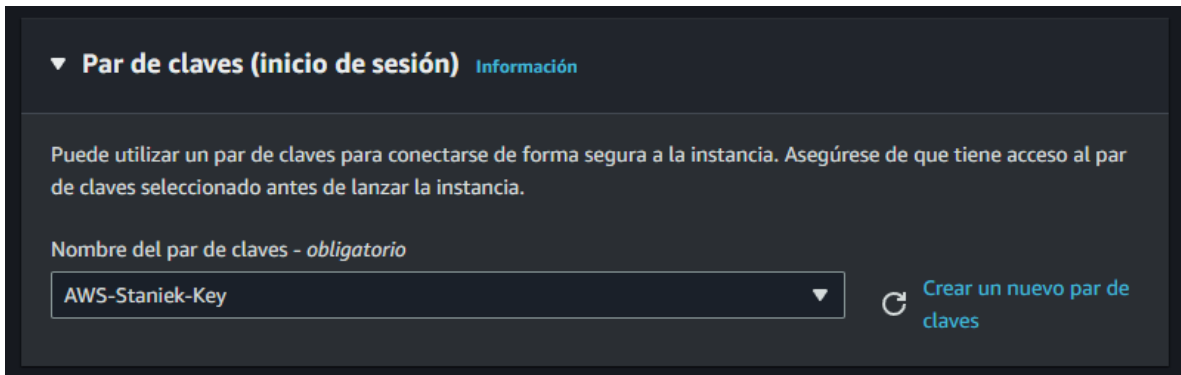 Par de claves (inicio de sesión) Información
Puede utilizar un par de claves para conectarse de forma segura a la instancia. Asegúrese de que tiene acceso al par
de claves seleccionado antes de lanzar la instancia.
Nombre del par de claves - obligatorio
AWS-Staniek-Key
Crear un nuevo par de
claves